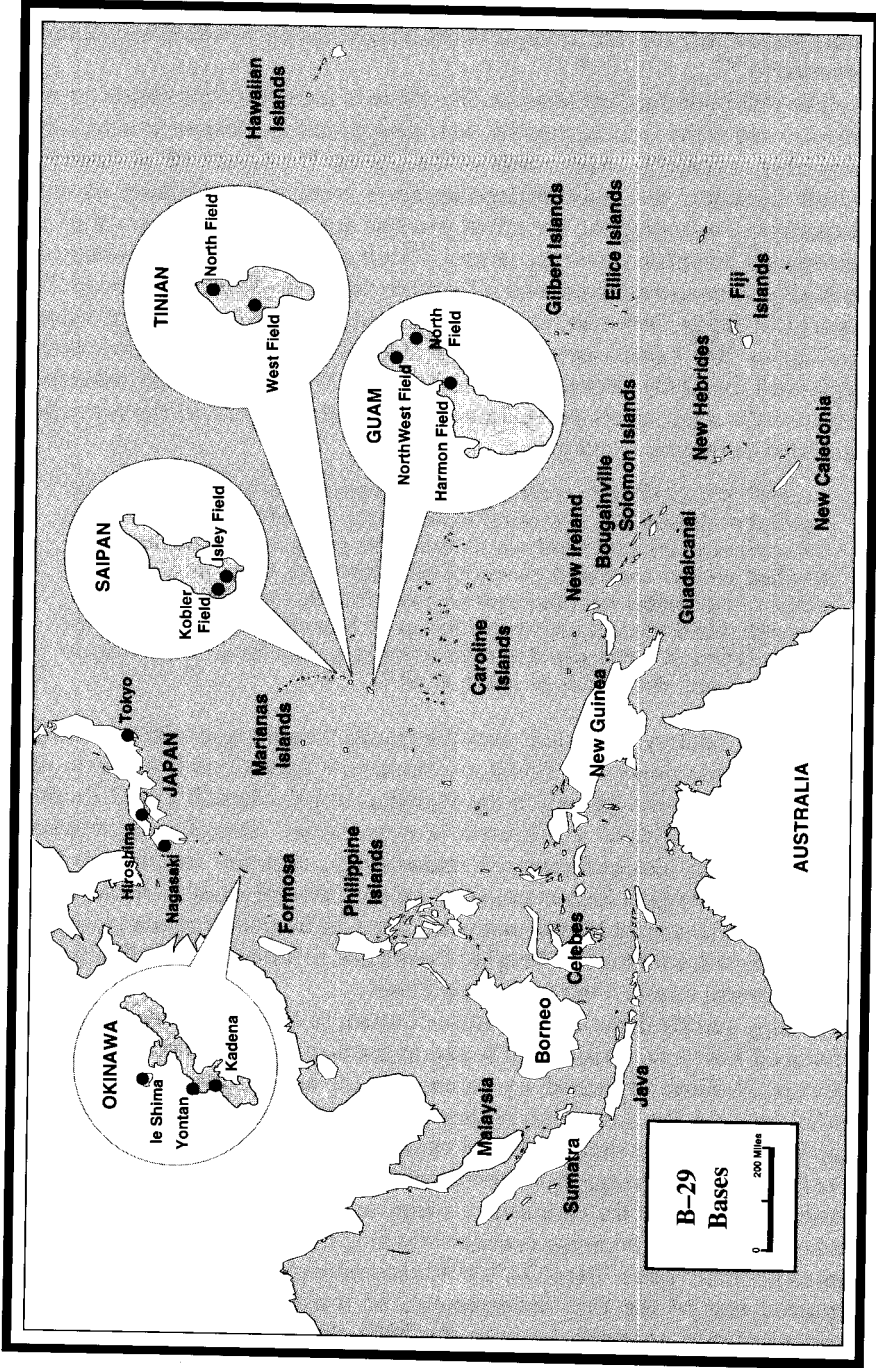 OKINAWA
Ie Shima
Yontan
Kadena
Hiroshima
Nagasaki
JAPAN
Tokyo
SAIPAN
Kobler
Field
Isley Field
TINIAN
North Field
West Field
GUAM
NorthWest Field
North
Field
Harmon Field
Hawaiian
Islands
Marianas
Islands
Formosa
Philippine
Islands
Caroline
Islands
Malaysia
Borneo
Celebes
Sumatra
Java
New Guinea
New Ireland
Bougainville
Solomon Islands
Guadalcanal
Gilbert Islands
Ellice Islands
New Hebrides
Fiji
Islands
New Caledonia
AUSTRALIA
B–29
Bases
0 200 Miles